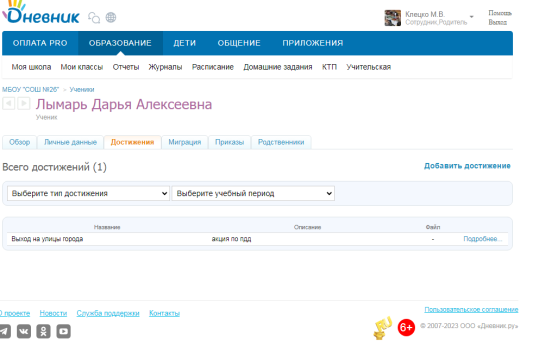 Дневник
Клецко М.В.
Сотрудник,Родитель
Помощь
Выход
ОПЛАТА PRO ОБРАЗОВАНИЕ ДЕТИ ОБЩЕНИЕ ПРИЛОЖЕНИЯ
Моя школа Мои классы Отчеты Журналы Расписание Домашние задания КТП Учительская
МБОУ "СОШ №26" - Ученики
Лымарь Дарья Алексеевна
Ученик
Обзор Личные данные Достижения Миграция Приказы Родственники
Всего достижений (1) Добавить достижение
Выберите тип достижения Выберите учебный период
Название Описание Файл
Выход на улицы города акция по пдд - Подробнее...
О проекте Новости Служба поддержки Контакты
Пользовательское соглашение
6+ © 2007-2023 ООО «Дневник.ру»
RU